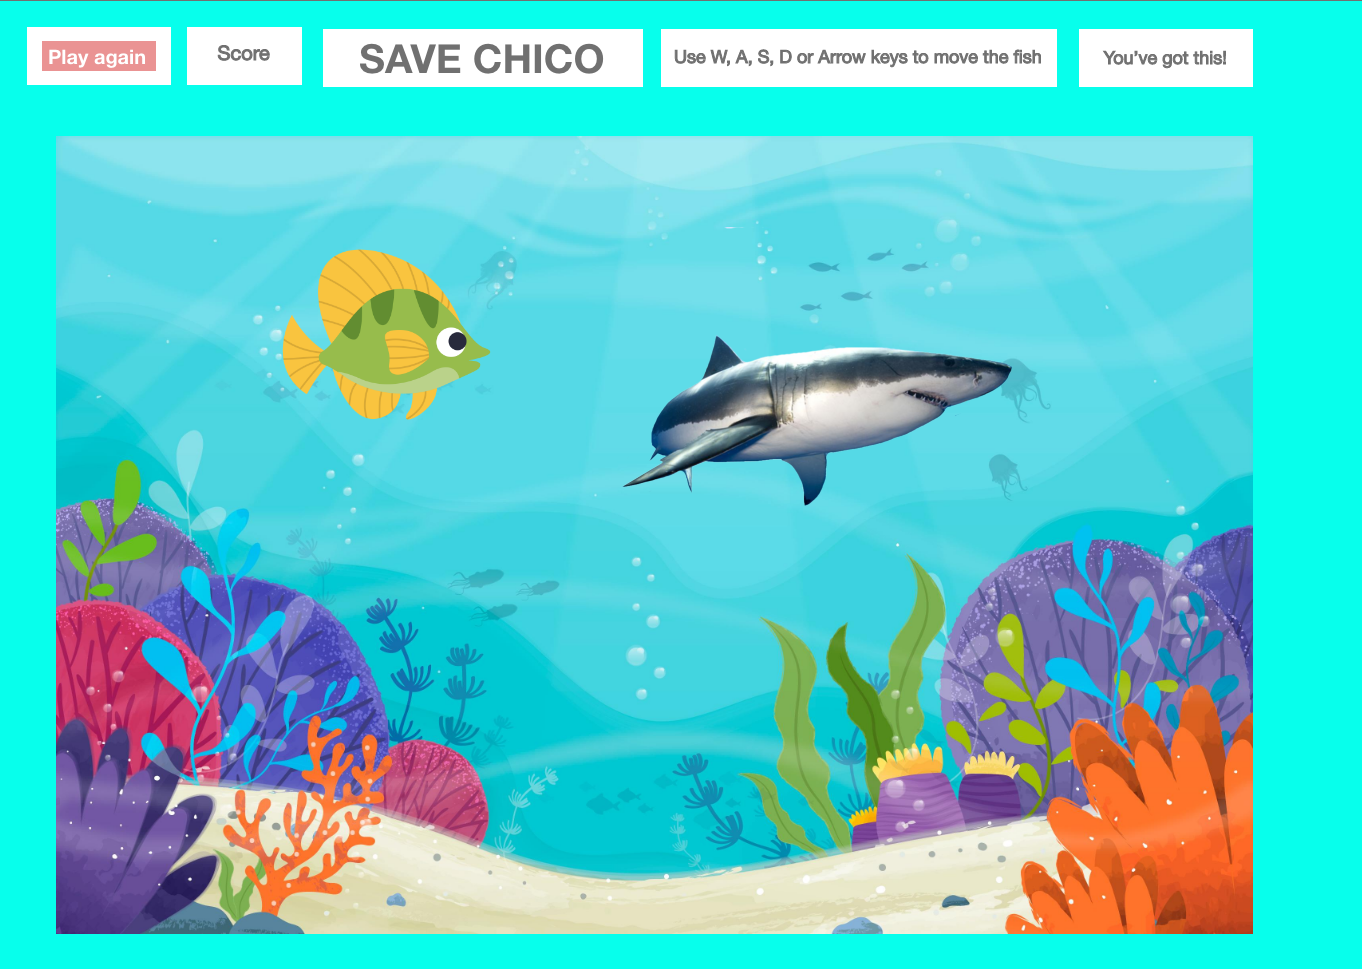 Play again
Score
SAVE CHICO
Use W, A, S, D or Arrow keys to move the fish
You've got this!